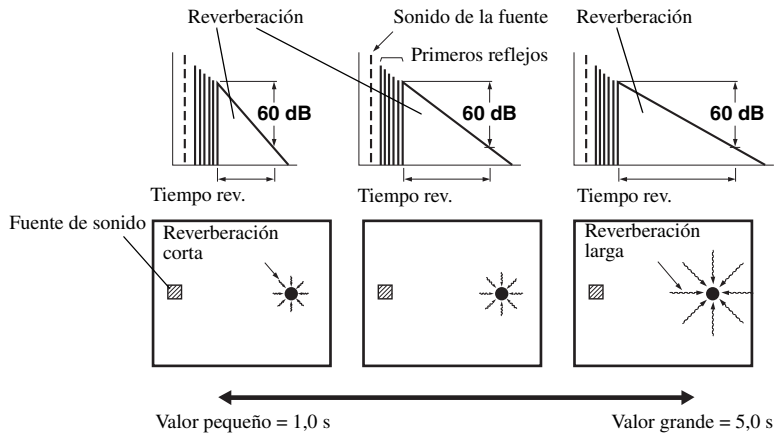 Reverberación
Sonido de la fuente
Reverberación
Primeros reflejos
60 dB
60 dB
60 dB
Tiempo rev.
Tiempo rev.
Tiempo rev.
Fuente de sonido
Reverberación
corta
Reverberación
larga
Valor pequeño = 1,0 s
Valor grande = 5,0 s